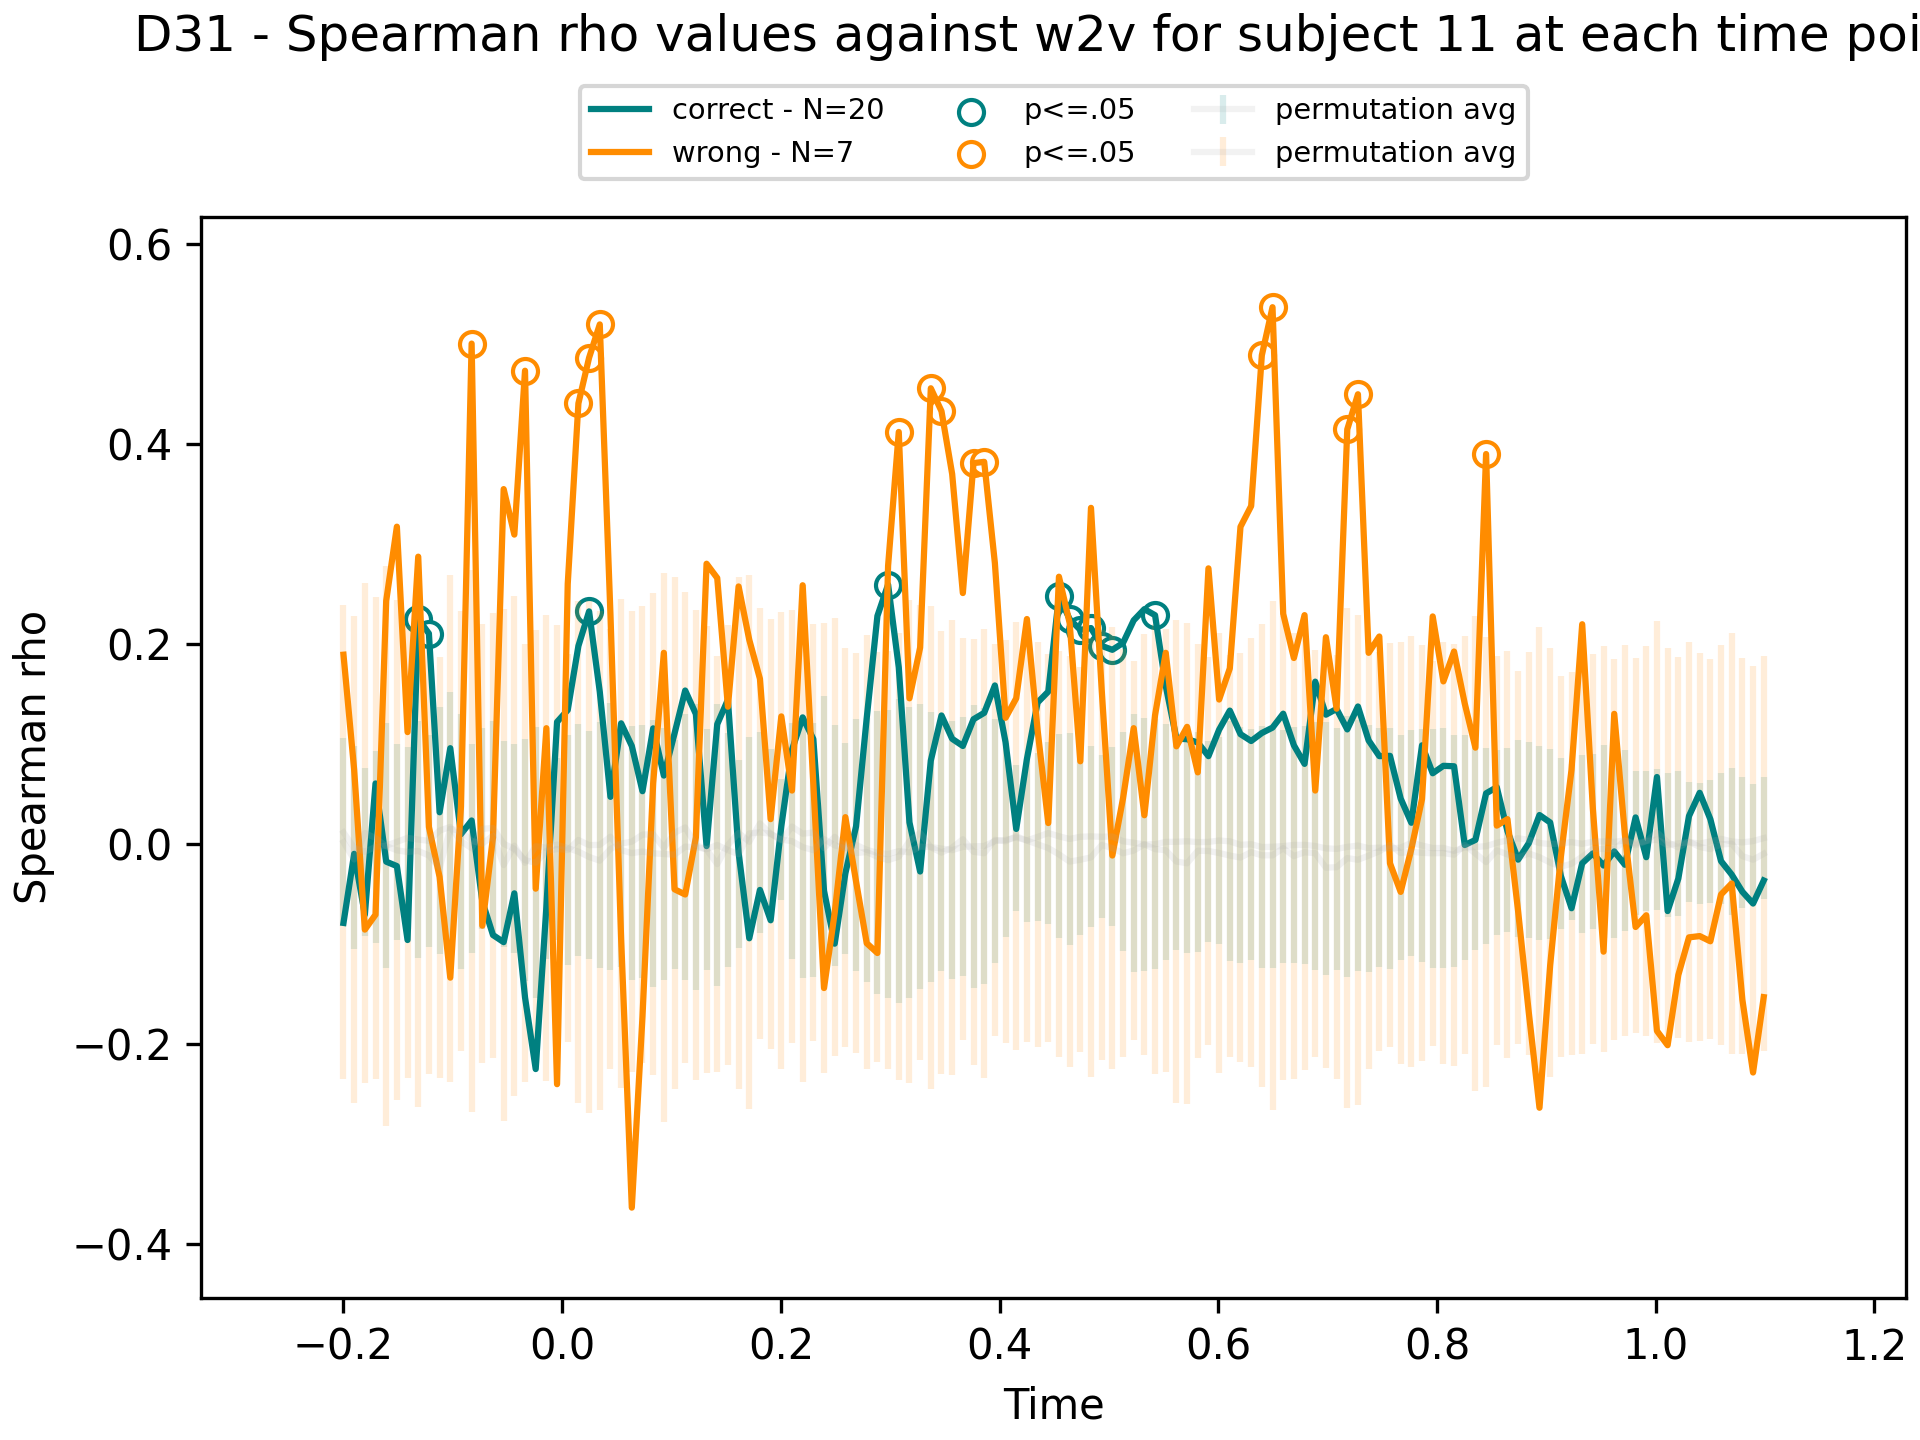 D31 - Spearman rho values against w2v for subject 11 at each time poi
correct - N=20 p<=.05 permutation avg
wrong - N=7 p<=.05 permutation avg
0.6
0.4
0.2
0.0
−0.2
−0.4
Spearman rho
−0.2 0.0 0.2 0.4 0.6 0.8 1.0 1.2
Time